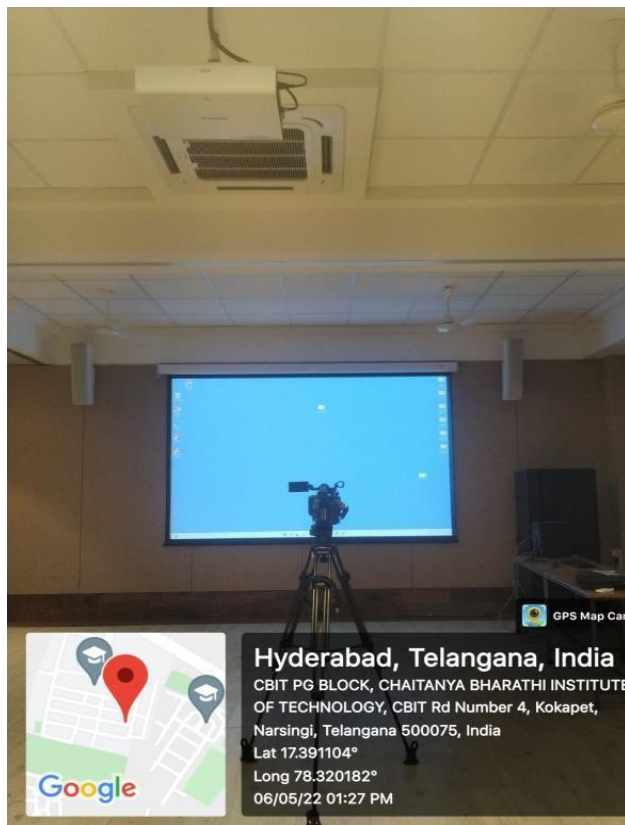 GPS Map Car
Hyderabad, Telangana, India
CBIT PG BLOCK, CHAITANYA BHARATHI INSTITUTE
OF TECHNOLOGY, CBIT Rd Number 4, Kokapet,
Narsingi, Telangana 500075, India
Lat 17.391104°
Long 78.320182°
06/05/22 01:27 PM
Google